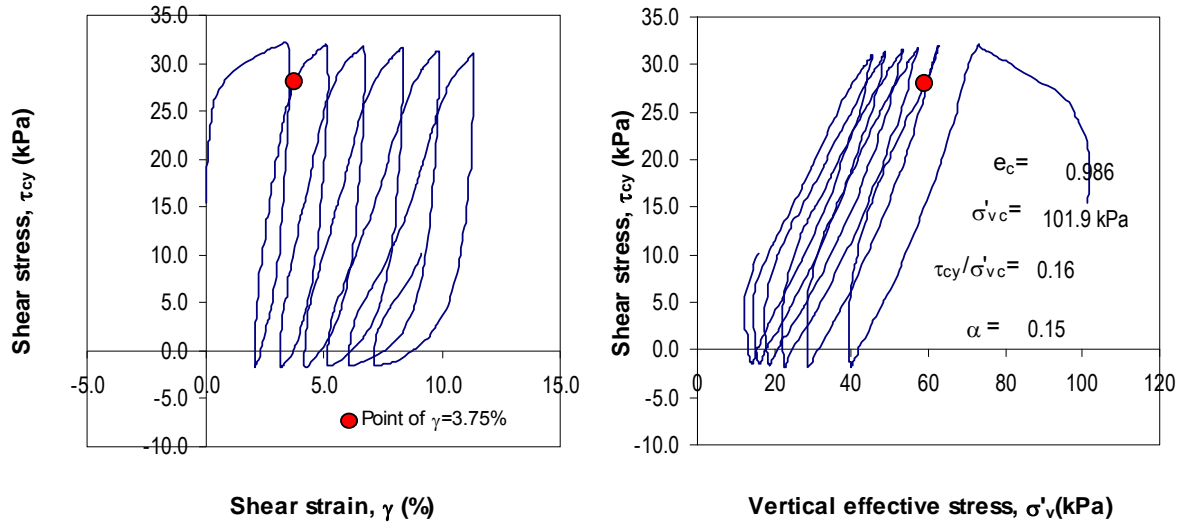 35.0
30.0
25.0
20.0
15.0
10.0
5.0
0.0
-5.0
-10.0
-5.0 0.0 5.0 10.0 15.0
Shear stress, τcy (kPa)
Point of γ=3.75%
Shear strain, γ (%)
35.0
30.0
25.0
20.0
15.0
10.0
5.0
0.0
-5.0
-10.0
0 20 40 60 80 100 120
Shear stress, τcy (kPa)
ec= 0.986
σ'vc= 101.9 kPa
τcy/σ'vc= 0.16
α = 0.15
Vertical effective stress, σ'v(kPa)